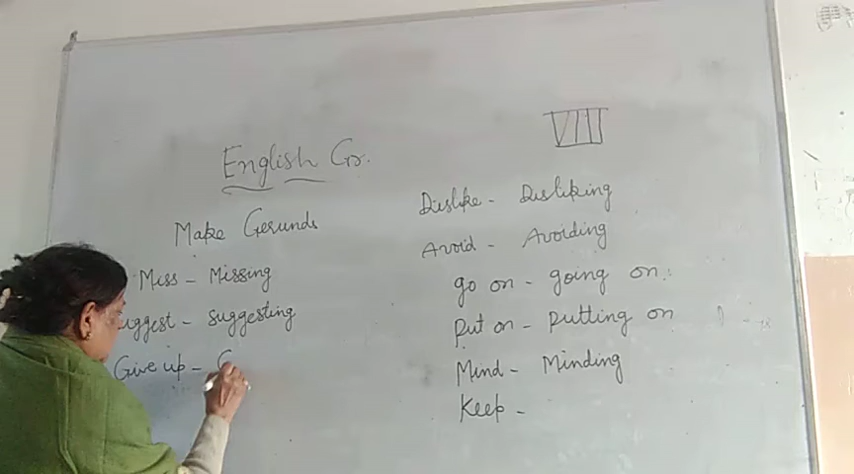 VIII
English Gr.
Make Gerunds
Miss - Missing
uggest - suggesting
Give up - G
Dislike - Disliking
Avoid - Avoiding
go on - going on.
Put on - Putting on
Mind - Minding
Keep -